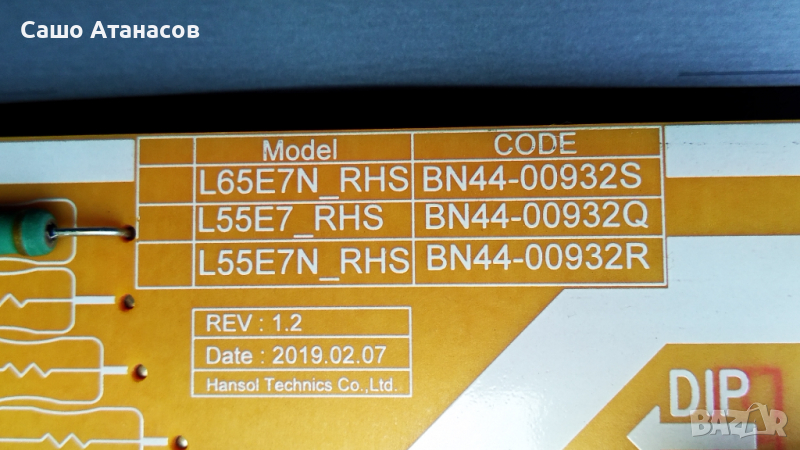 Сашо Атанасов
Model CODE
L65E7N_RHS BN44-00932S
L55E7_RHS BN44-00932Q
L55E7N_RHS BN44-00932R
REV : 1.2
Date : 2019.02.07
Hansol Technics Co.,Ltd.
DIP
BAZAR